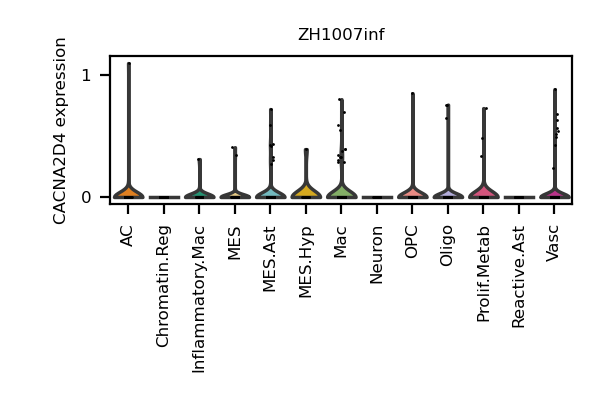 ZH1007inf
CACNA2D4 expression
1
0
AC
Chromatin.Reg
Inflammatory.Mac
MES
MES.Ast
MES.Hyp
Mac
Neuron
OPC
Oligo
Prolif.Metab
Reactive.Ast
Vasc